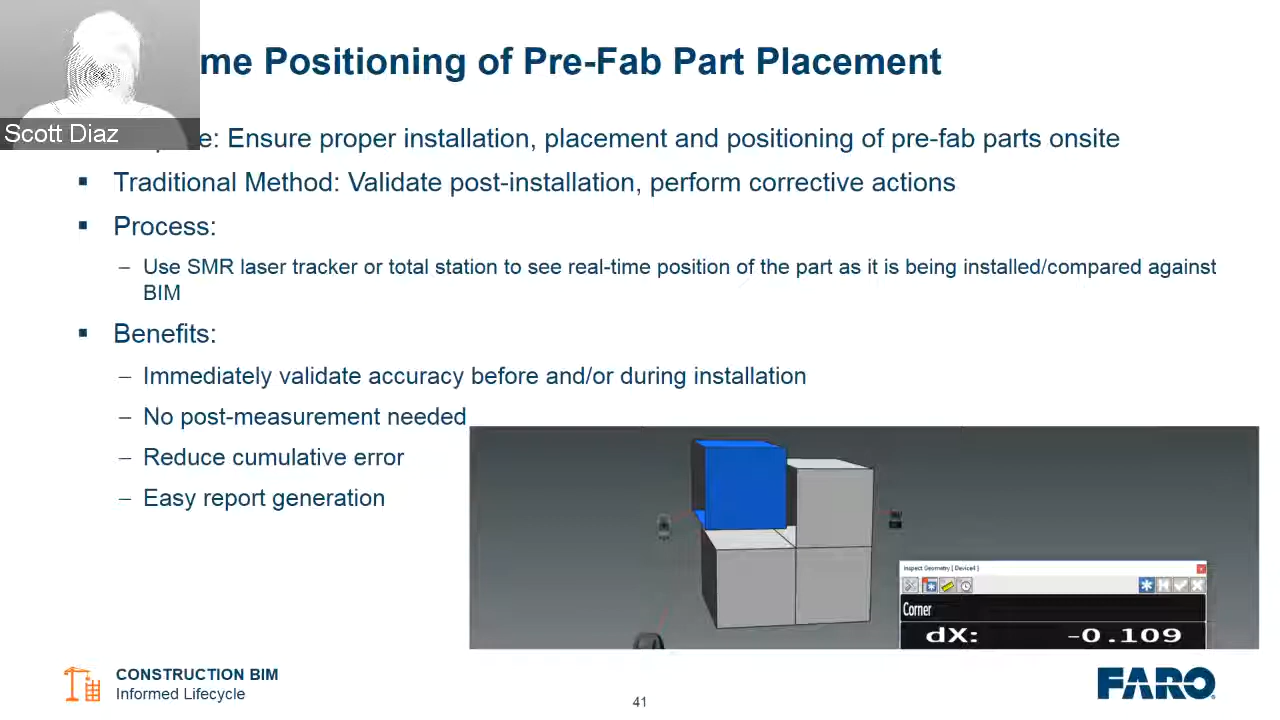 me Positioning of Pre-Fab Part Placement
Scott Diaz
e: Ensure proper installation, placement and positioning of pre-fab parts onsite
▪ Traditional Method: Validate post-installation, perform corrective actions
▪ Process:
– Use SMR laser tracker or total station to see real-time position of the part as it is being installed/compared against
BIM
▪ Benefits:
– Immediately validate accuracy before and/or during installation
– No post-measurement needed
– Reduce cumulative error
– Easy report generation
Inspect Geometry [ Device4 ]
Corner
dX: -0.109
CONSTRUCTION BIM
Informed Lifecycle
41
FARO